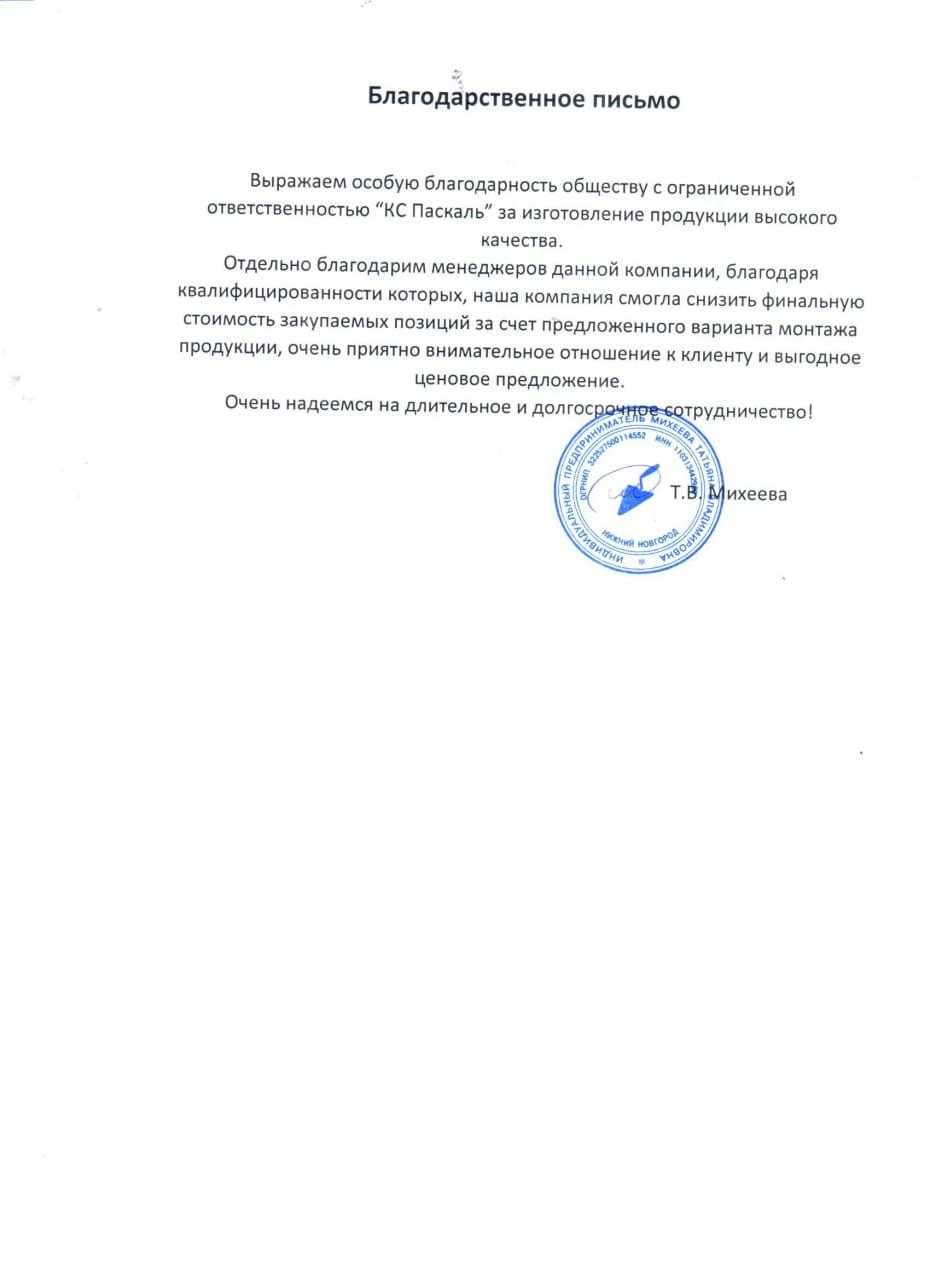 Благодарственное письмо
Выражаем особую благодарность обществу с ограниченной
ответственностью “КС Паскаль” за изготовление продукции высокого
качества.
Отдельно благодарим менеджеров данной компании, благодаря
квалифицированности которых, наша компания смогла снизить финальную
стоимость закупаемых позиций за счет предложенного варианта монтажа
продукции, очень приятно внимательное отношение к клиенту и выгодное
ценовое предложение.
Очень надеемся на длительное и долгосрочное сотрудничество!
ИНДИВИДУАЛЬНЫЙ ПРЕДПРИНИМАТЕЛЬ МИХЕЕВА ТАТЬЯНА ВЛАДИМИРОВНА
ОГРНИП 322527500114552 ИНН
НИЖНИЙ НОВГОРОД
Т.В. Михеева